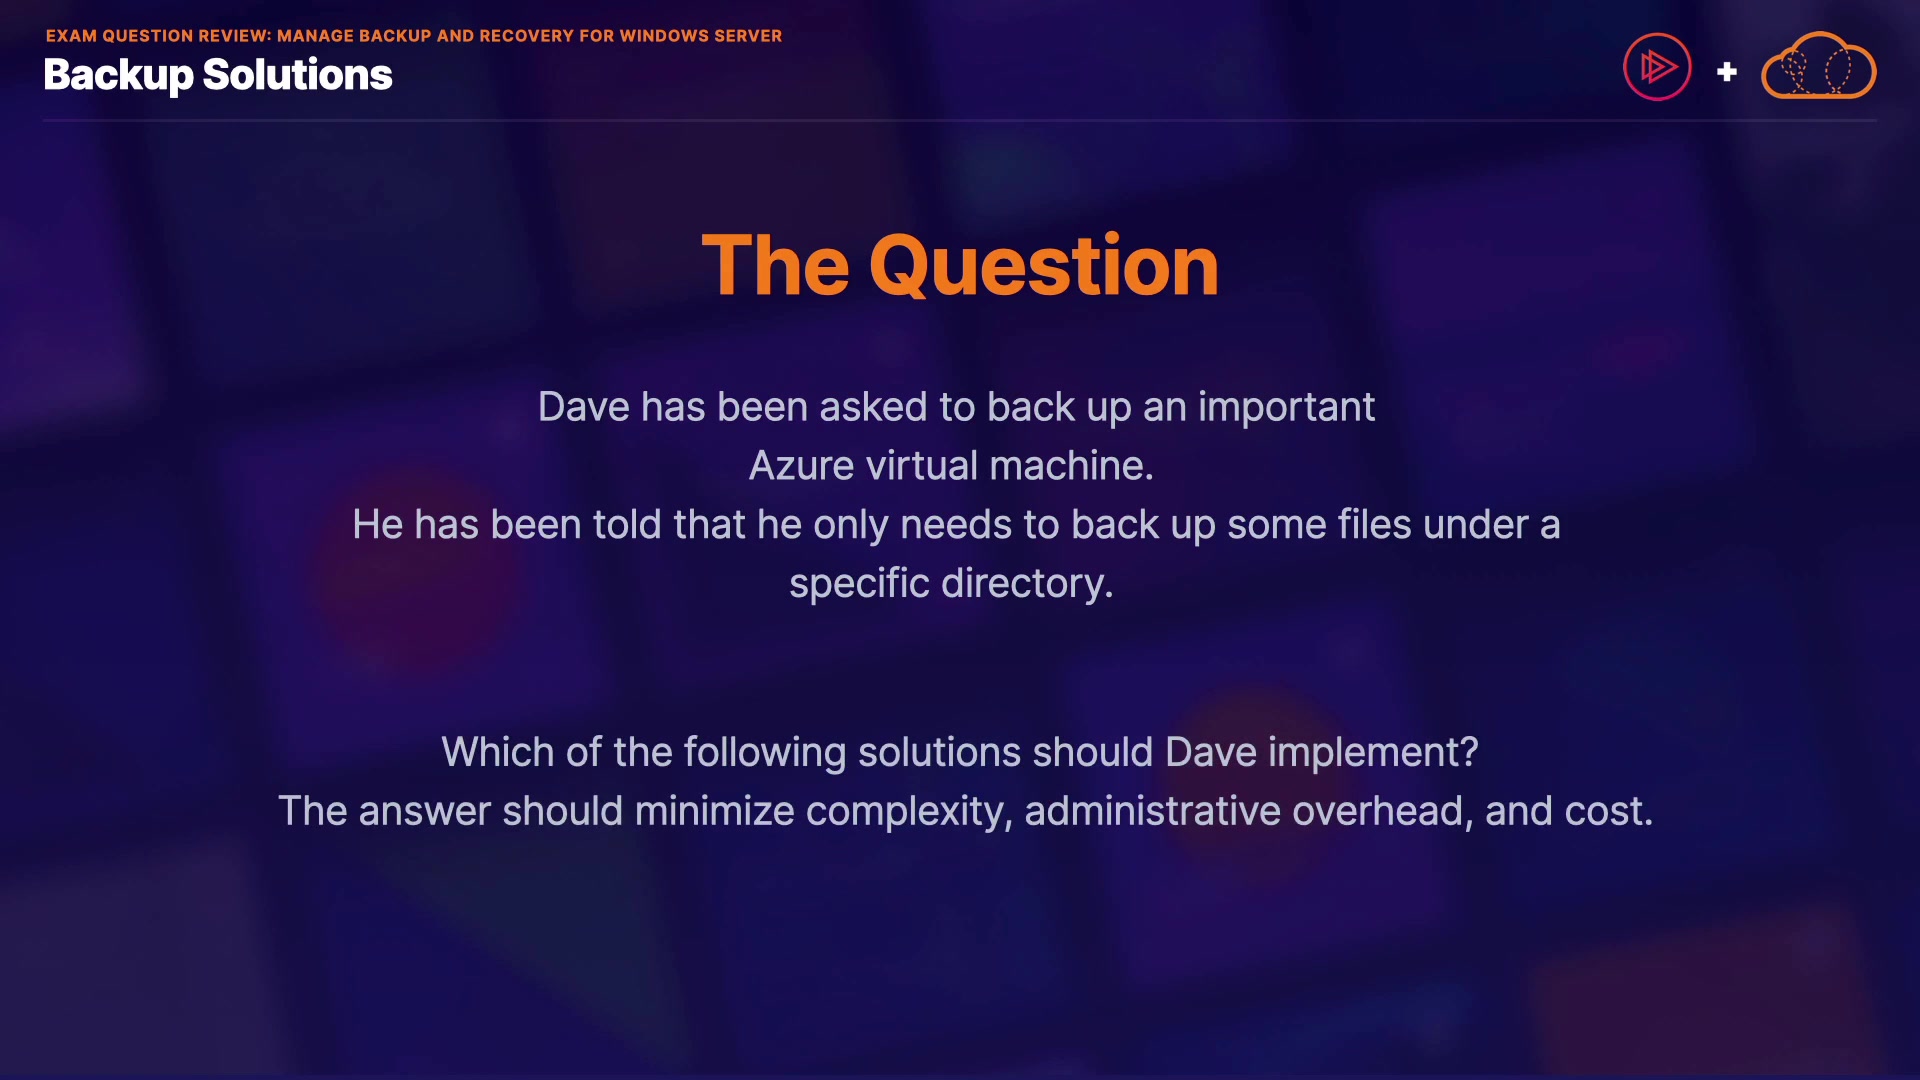 EXAM QUESTION REVIEW: MANAGE BACKUP AND RECOVERY FOR WINDOWS SERVER
Backup Solutions
+
The Question
Dave has been asked to back up an important
Azure virtual machine.
He has been told that he only needs to back up some files under a
specific directory.
Which of the following solutions should Dave implement?
The answer should minimize complexity, administrative overhead, and cost.